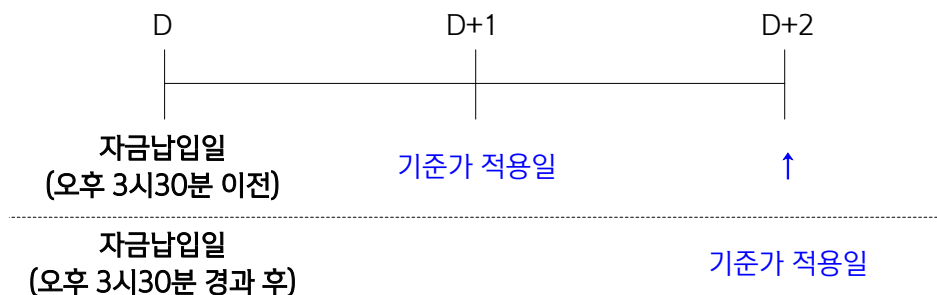 D D+1 D+2
자금납입일
(오후 3시30분 이전)
기준가 적용일
↑
자금납입일
(오후 3시30분 경과 후)
기준가 적용일